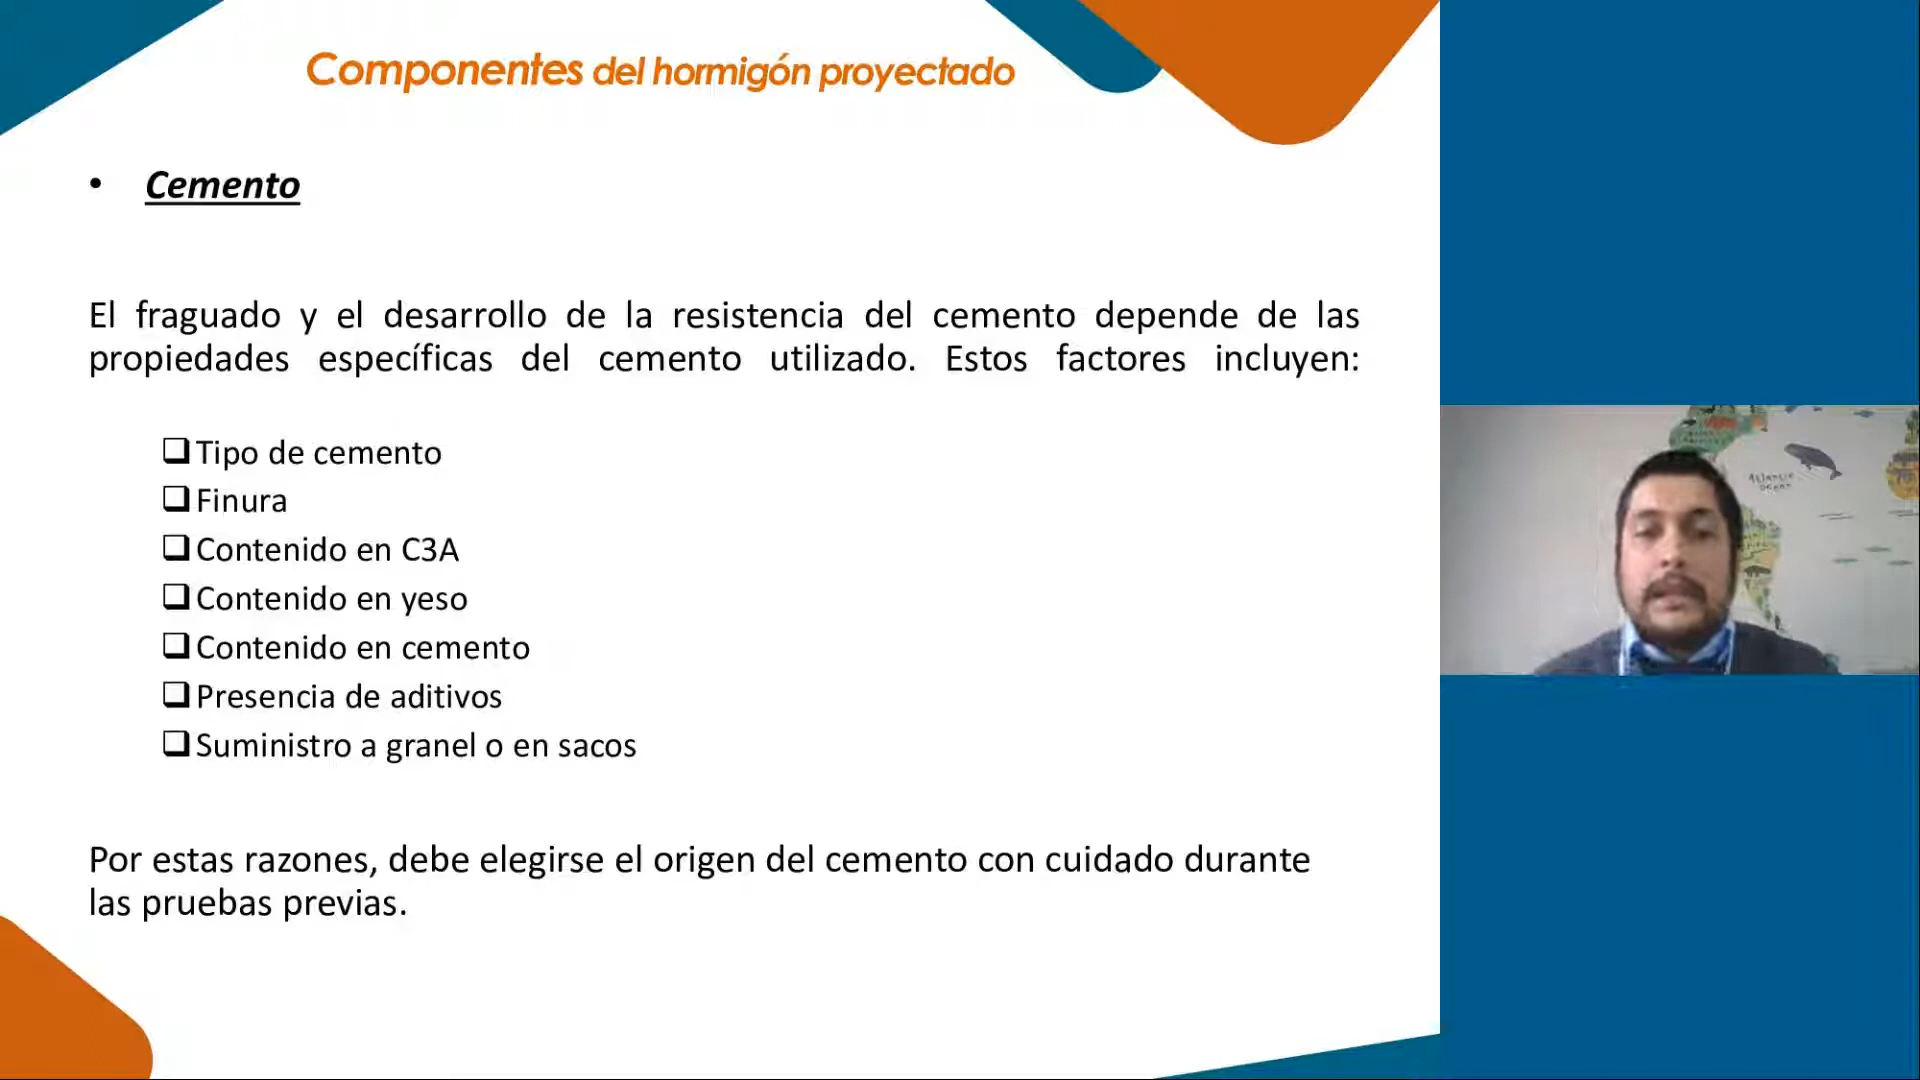 Componentes del hormigón proyectado
• Cemento
El fraguado y el desarrollo de la resistencia del cemento depende de las
propiedades específicas del cemento utilizado. Estos factores incluyen:
❑ Tipo de cemento
❑ Finura
❑ Contenido en C3A
❑ Contenido en yeso
❑ Contenido en cemento
❑ Presencia de aditivos
❑ Suministro a granel o en sacos
Por estas razones, debe elegirse el origen del cemento con cuidado durante
las pruebas previas.
Atlantic
Ocean